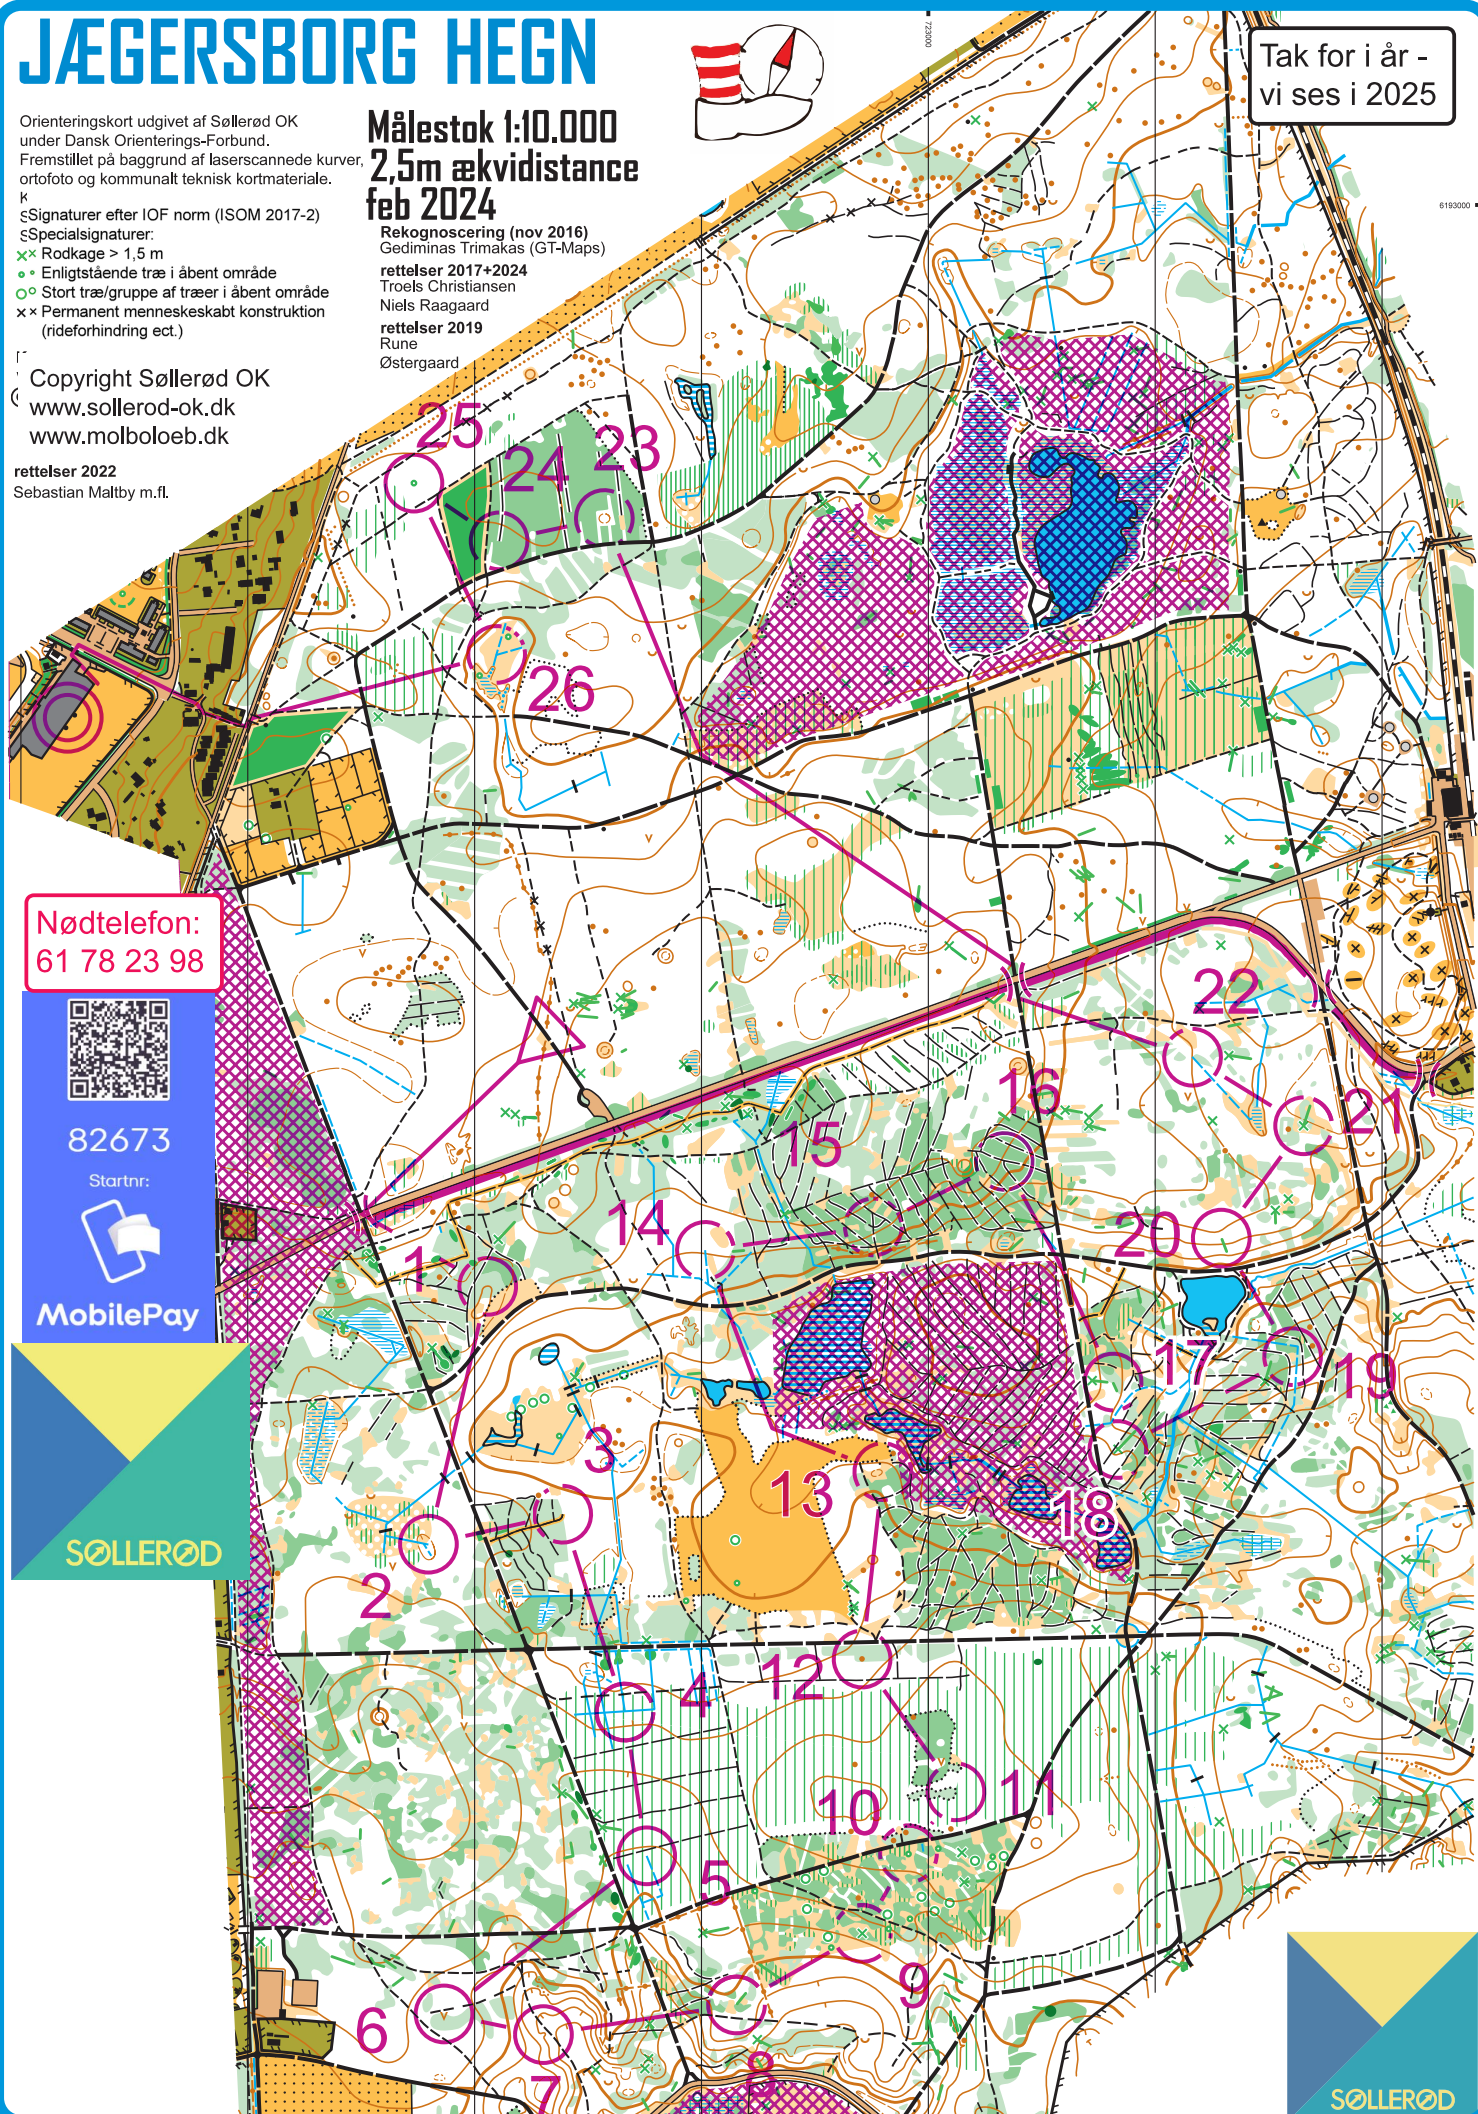 JÆGERSBORG HEGN
Orienteringskort udgivet af Søllerød OK
under Dansk Orienterings-Forbund.
Fremstillet på baggrund af laserscannede kurver,
ortofoto og kommunalt teknisk kortmateriale.
Signaturer efter IOF norm (ISOM 2017-2)
Specialsignaturer:
Rodkage > 1,5 m
Enligtstående træ i åbent område
Stort træ/gruppe af træer i åbent område
Permanent menneskeskabt konstruktion
(rideforhindring ect.)
Copyright Søllerød OK
www.sollerod-ok.dk
www.molboloeb.dk
rettelser 2022
Sebastian Maltby m.fl.
Målestok 1:10.000
2,5m ækvidistance
feb 2024
Rekognoscering (nov 2016)
Gediminas Trimakas (GT-Maps)
rettelser 2017+2024
Troels Christiansen
Niels Raagaard
rettelser 2019
Rune
Østergaard
723000
Tak for i år -
vi ses i 2025
6193000
25
24
23
26
Nødtelefon:
61 78 23 98
82673
Startnr:
MobilePay
SØLLERØD
22
16
21
15
14
20
1
17
19
3
13
18
2
12
4
11
10
5
9
6
8
7
SØLLERØD